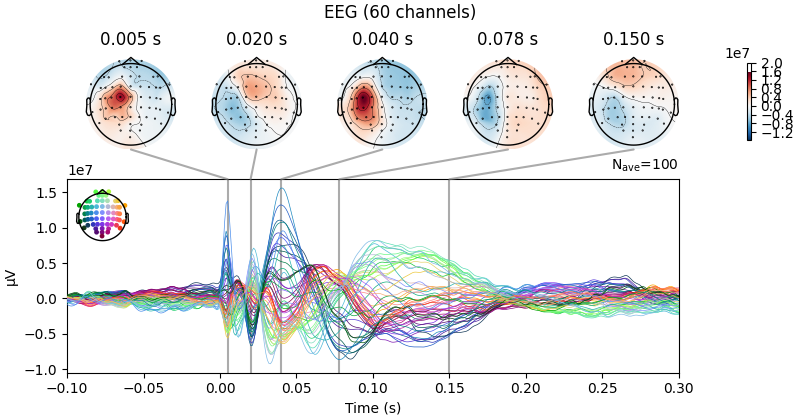 EEG (60 channels)
0.005 s 0.020 s 0.040 s 0.078 s 0.150 s
1e7
2.0
1.6
1.2
0.8
0.4
0.0
−0.4
−0.8
−1.2
Nave=100
1e7
1.5
1.0
0.5
0.0
−0.5
−1.0
µV
−0.10 −0.05 0.00 0.05 0.10 0.15 0.20 0.25 0.30
Time (s)